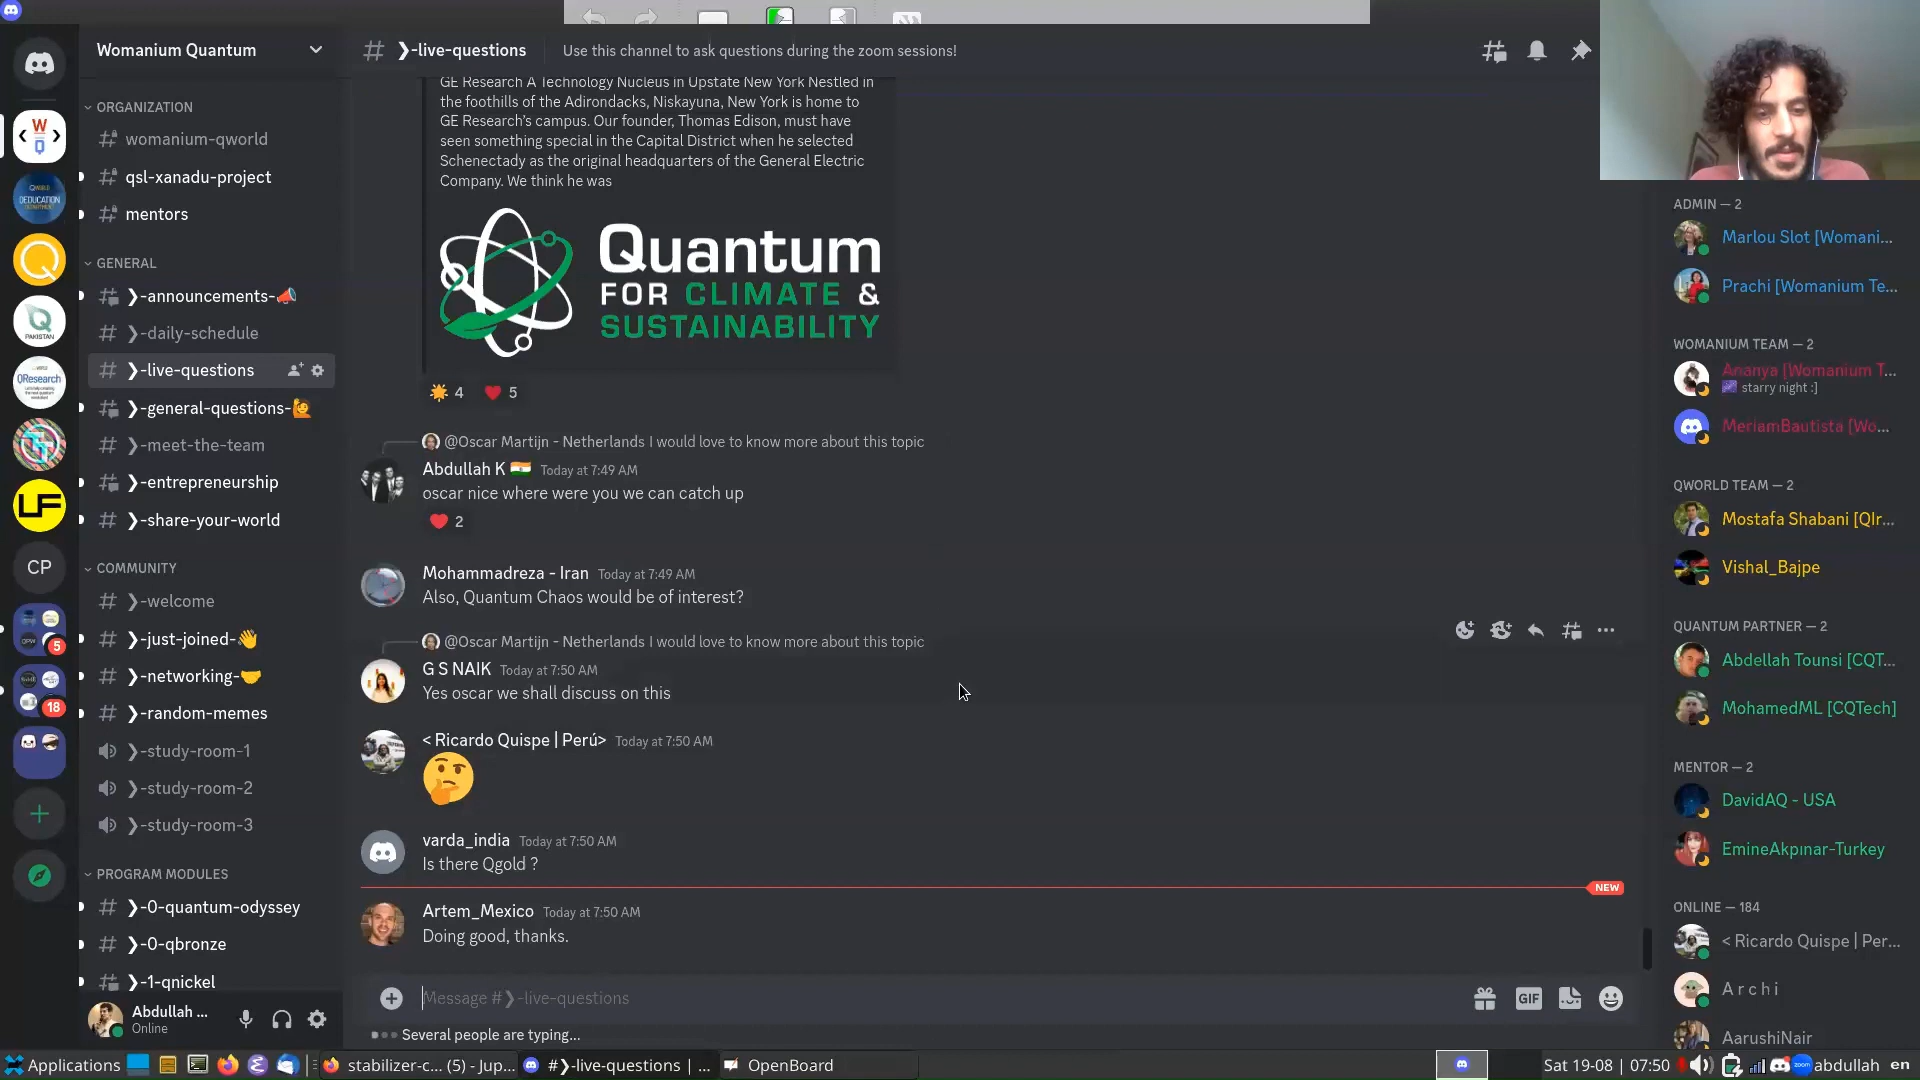 Womanium Quantum
❯-live-questions
Use this channel to ask questions during the zoom sessions!
ORGANIZATION
womanium-qworld
qsl-xanadu-project
mentors
GENERAL
❯-announcements-📣
❯-daily-schedule
❯-live-questions
❯-general-questions-🙋
❯-meet-the-team
❯-entrepreneurship
❯-share-your-world
COMMUNITY
❯-welcome
❯-just-joined-👋
❯-networking-🤝
❯-random-memes
❯-study-room-1
❯-study-room-2
❯-study-room-3
PROGRAM MODULES
❯-0-quantum-odyssey
❯-0-qbronze
❯-1-qnickel
Abdullah ...
Online
W
Q
PAKISTAN
QResearch
LF
CP
5
18
GE Research A Technology Nucleus in Upstate New York Nestled in
the foothills of the Adirondacks, Niskayuna, New York is home to
GE Research's campus. Our founder, Thomas Edison, must have
seen something special in the Capital District when he selected
Schenectady as the original headquarters of the General Electric
Company. We think he was
Quantum
FOR CLIMATE &
SUSTAINABILITY
4 5
@Oscar Martijn - Netherlands I would love to know more about this topic
Abdullah K 🇮🇳 Today at 7:49 AM
oscar nice where were you we can catch up
2
Mohammadreza - Iran Today at 7:49 AM
Also, Quantum Chaos would be of interest?
@Oscar Martijn - Netherlands I would love to know more about this topic
G S NAIK Today at 7:50 AM
Yes oscar we shall discuss on this
< Ricardo Quispe | Perú> Today at 7:50 AM
varda_india Today at 7:50 AM
Is there Qgold ?
NEW
Artem_Mexico Today at 7:50 AM
Doing good, thanks.
Message #❯-live-questions
GIF
Several people are typing...
ADMIN — 2
Marlou Slot [Womani...
Prachi [Womanium Te...
WOMANIUM TEAM — 2
Ananya [Womanium T...
starry night :]
MeriamBautista [Wo...
QWORLD TEAM — 2
Mostafa Shabani [QIr...
Vishal_Bajpe
QUANTUM PARTNER — 2
Abdellah Tounsi [CQT...
MohamedML [CQTech]
MENTOR — 2
DavidAQ - USA
EmineAkpınar-Turkey
ONLINE — 184
< Ricardo Quispe | Per...
A r c h i
AarushiNair
Applications
stabilizer-c... (5) - Jup...
#❯-live-questions | ...
OpenBoard
Sat 19-08 | 07:50
zoom
abdullah
en